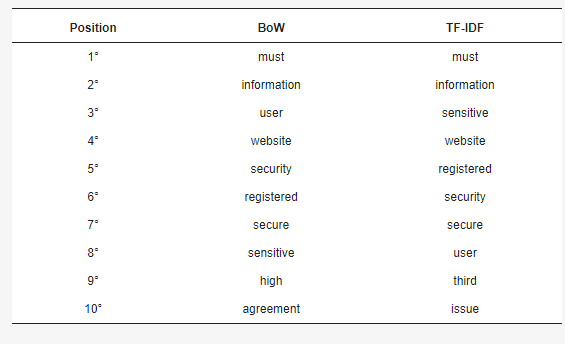 Position BoW TF-IDF
1° must must
2° information information
3° user sensitive
4° website website
5° security registered
6° registered security
7° secure secure
8° sensitive user
9° high third
10° agreement issue